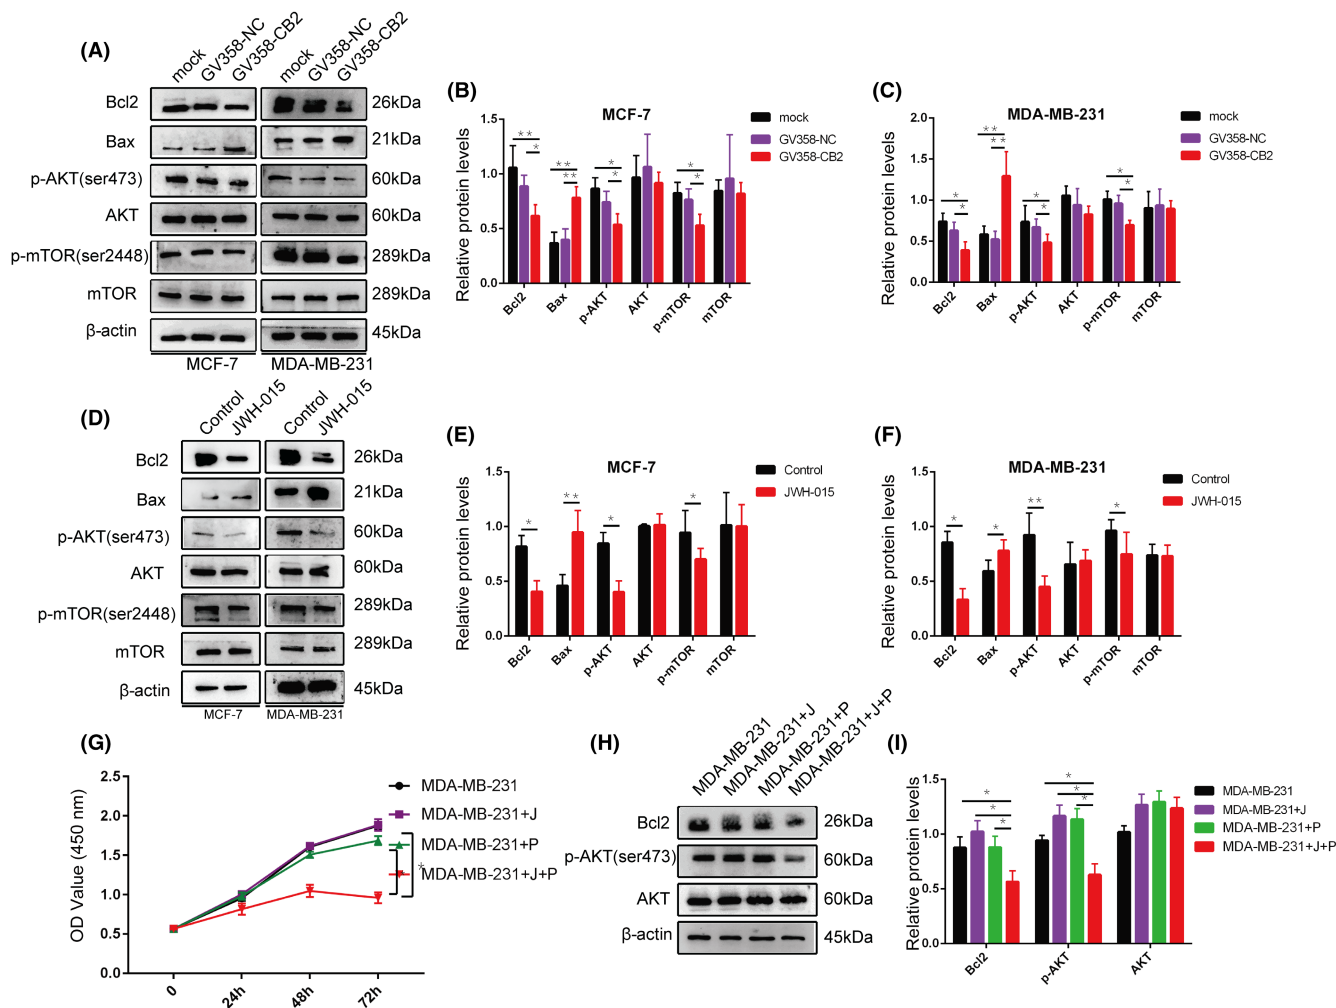 (A)
mock
GV358-NC
GV358-CB2
mock
GV358-NC
GV358-CB2
Bcl2
26kDa
Bax
21kDa
p-AKT(ser473)
60kDa
AKT
60kDa
p-mTOR(ser2448)
289kDa
mTOR
289kDa
β-actin
45kDa
MCF-7
MDA-MB-231
(B)
MCF-7
Relative protein levels
1.5
1.0
0.5
0.0
** * ** ** * * * *
mock
GV358-NC
GV358-CB2
Bcl2
Bax
p-AKT
AKT
p-mTOR
mTOR
(C)
MDA-MB-231
Relative protein levels
2.0
1.5
1.0
0.5
0.0
* * ** ** * * * *
mock
GV358-NC
GV358-CB2
Bcl2
Bax
p-AKT
AKT
p-mTOR
mTOR
(D)
Control
JWH-015
Control
JWH-015
Bcl2
26kDa
Bax
21kDa
p-AKT(ser473)
60kDa
AKT
60kDa
p-mTOR(ser2448)
289kDa
mTOR
289kDa
β-actin
45kDa
MCF-7
MDA-MB-231
(E)
MCF-7
Relative protein levels
1.5
1.0
0.5
0.0
* ** * *
Control
JWH-015
Bcl2
Bax
p-AKT
AKT
p-mTOR
mTOR
(F)
MDA-MB-231
Relative protein levels
1.5
1.0
0.5
0.0
* * ** *
Control
JWH-015
Bcl2
Bax
p-AKT
AKT
p-mTOR
mTOR
(G)
OD Value (450 nm)
2.5
2.0
1.5
1.0
0.5
0.0
0
24h
48h
72h
MDA-MB-231
MDA-MB-231+J
MDA-MB-231+P
*
MDA-MB-231+J+P
(H)
MDA-MB-231
MDA-MB-231+J
MDA-MB-231+P
MDA-MB-231+J+P
Bcl2
26kDa
p-AKT(ser473)
60kDa
AKT
60kDa
β-actin
45kDa
(I)
Relative protein levels
1.5
1.0
0.5
0.0
* * * * * *
MDA-MB-231
MDA-MB-231+J
MDA-MB-231+P
MDA-MB-231+J+P
Bcl2
p-AKT
AKT